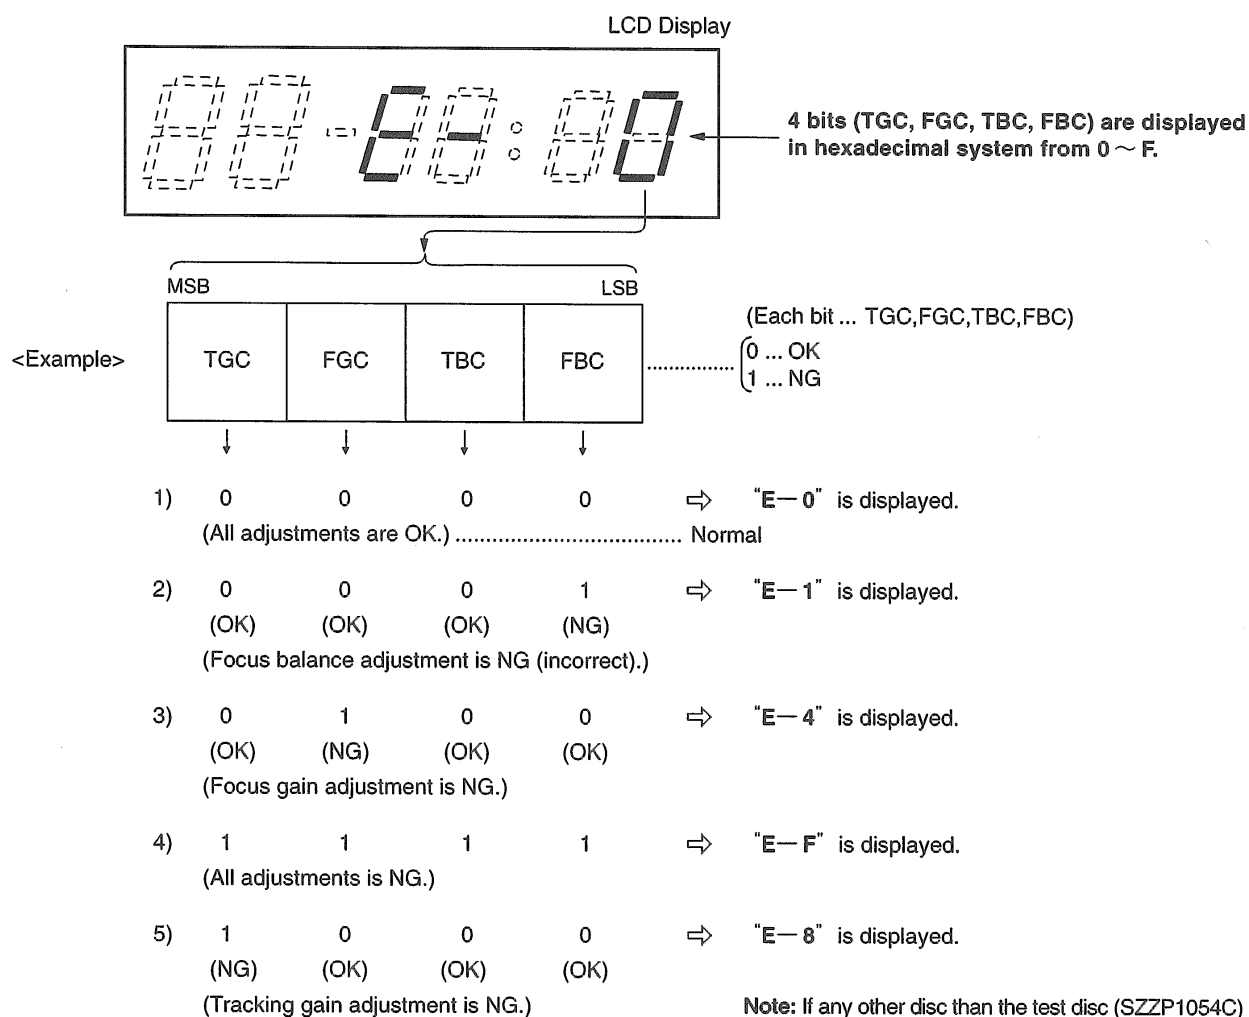 LCD Display
4 bits (TGC, FGC, TBC, FBC) are displayed
in hexadecimal system from 0 ～ F.
E- : 0
MSB LSB
(Each bit ... TGC,FGC,TBC,FBC)
<Example> TGC FGC TBC FBC ................ 0 ... OK
1 ... NG
1) 0 0 0 0 ⇨ "E— 0" is displayed.
(All adjustments are OK.) ..................................... Normal
2) 0 0 0 1 ⇨ "E— 1" is displayed.
(OK) (OK) (OK) (NG)
(Focus balance adjustment is NG (incorrect).)
3) 0 1 0 0 ⇨ "E— 4" is displayed.
(OK) (NG) (OK) (OK)
(Focus gain adjustment is NG.)
4) 1 1 1 1 ⇨ "E— F" is displayed.
(All adjustments is NG.)
5) 1 0 0 0 ⇨ "E— 8" is displayed.
(NG) (OK) (OK) (OK)
(Tracking gain adjustment is NG.) Note: If any other disc than the test disc (SZZP1054C)